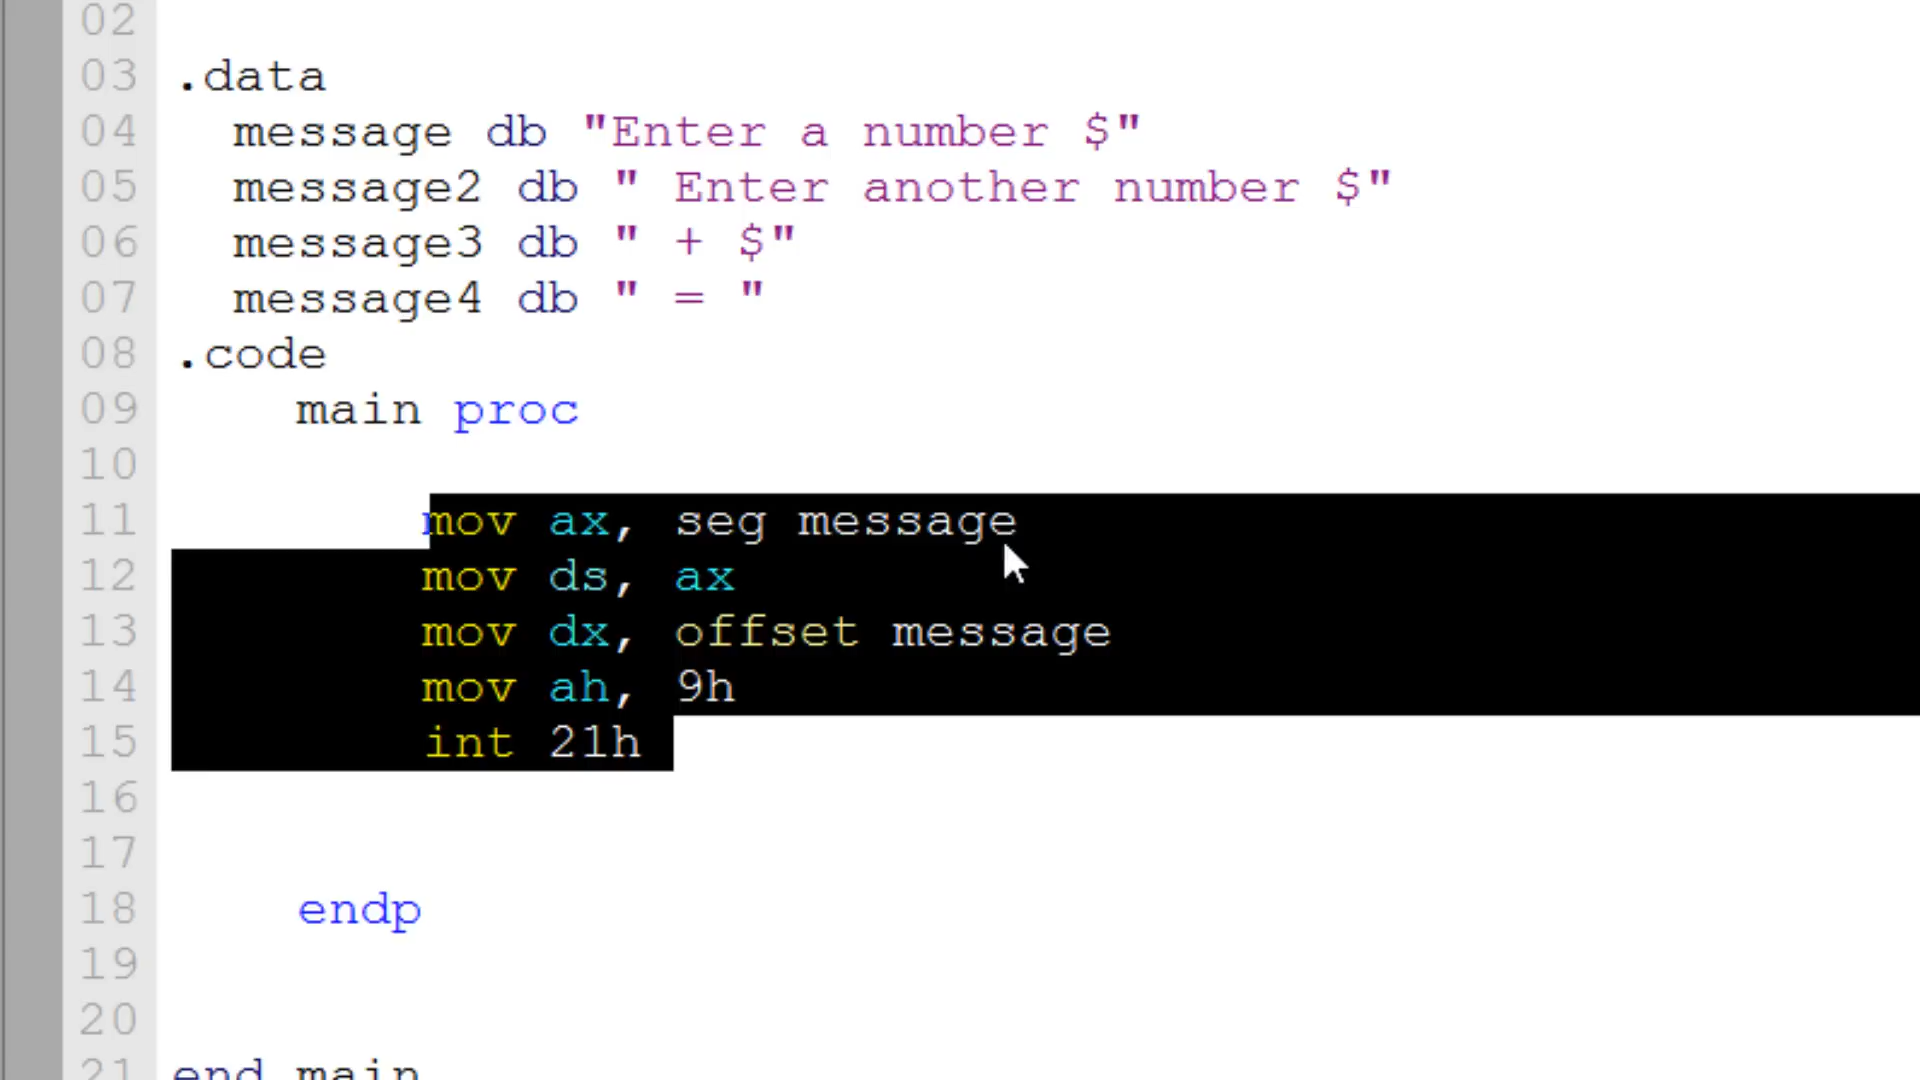 02
03 .data
04 message db "Enter a number $"
05 message2 db " Enter another number $"
06 message3 db " + $"
07 message4 db " = "
08 .code
09 main proc
10
11 mov ax, seg message
12 mov ds, ax
13 mov dx, offset message
14 mov ah, 9h
15 int 21h
16
17
18 endp
19
20
21 end main